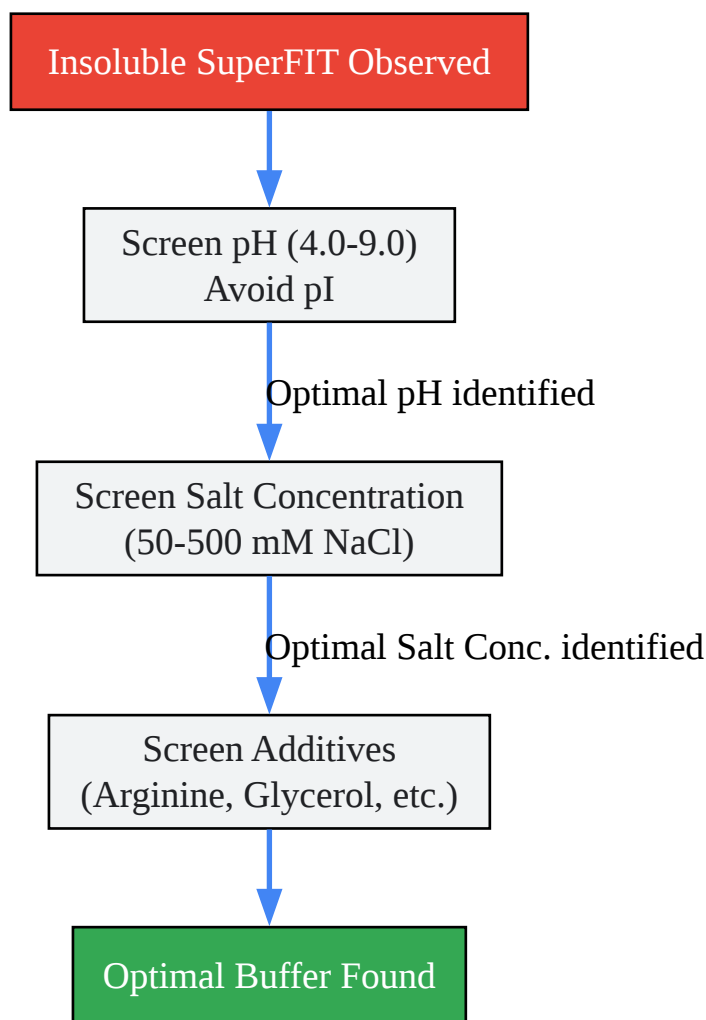 Insoluble SuperFIT Observed
Screen pH (4.0-9.0)
Avoid pI
Optimal pH identified
Screen Salt Concentration
(50-500 mM NaCl)
Optimal Salt Conc. identified
Screen Additives
(Arginine, Glycerol, etc.)
Optimal Buffer Found